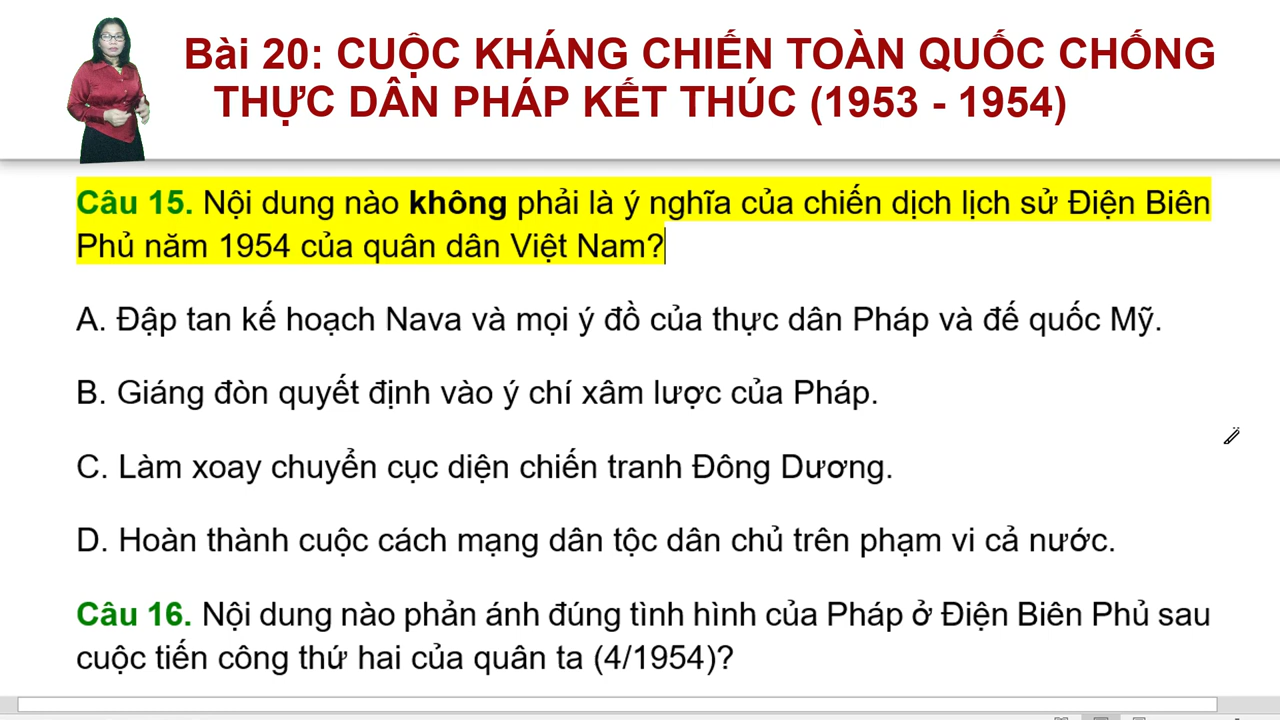 Bài 20: CUỘC KHÁNG CHIẾN TOÀN QUỐC CHỐNG
THỰC DÂN PHÁP KẾT THÚC (1953 - 1954)
Câu 15. Nội dung nào không phải là ý nghĩa của chiến dịch lịch sử Điện Biên
Phủ năm 1954 của quân dân Việt Nam?
A. Đập tan kế hoạch Nava và mọi ý đồ của thực dân Pháp và đế quốc Mỹ.
B. Giáng đòn quyết định vào ý chí xâm lược của Pháp.
C. Làm xoay chuyển cục diện chiến tranh Đông Dương.
D. Hoàn thành cuộc cách mạng dân tộc dân chủ trên phạm vi cả nước.
Câu 16. Nội dung nào phản ánh đúng tình hình của Pháp ở Điện Biên Phủ sau
cuộc tiến công thứ hai của quân ta (4/1954)?